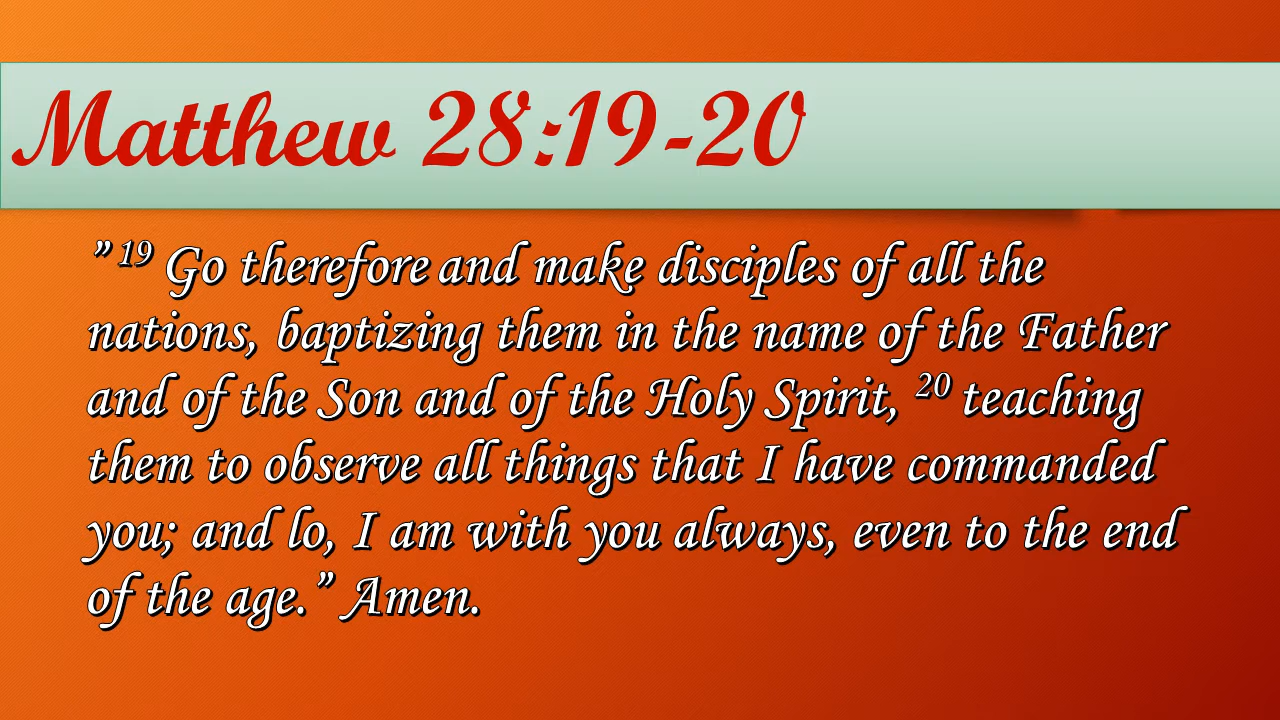 Matthew 28:19-20
” 19 Go therefore and make disciples of all the
nations, baptizing them in the name of the Father
and of the Son and of the Holy Spirit, 20 teaching
them to observe all things that I have commanded
you; and lo, I am with you always, even to the end
of the age.” Amen.